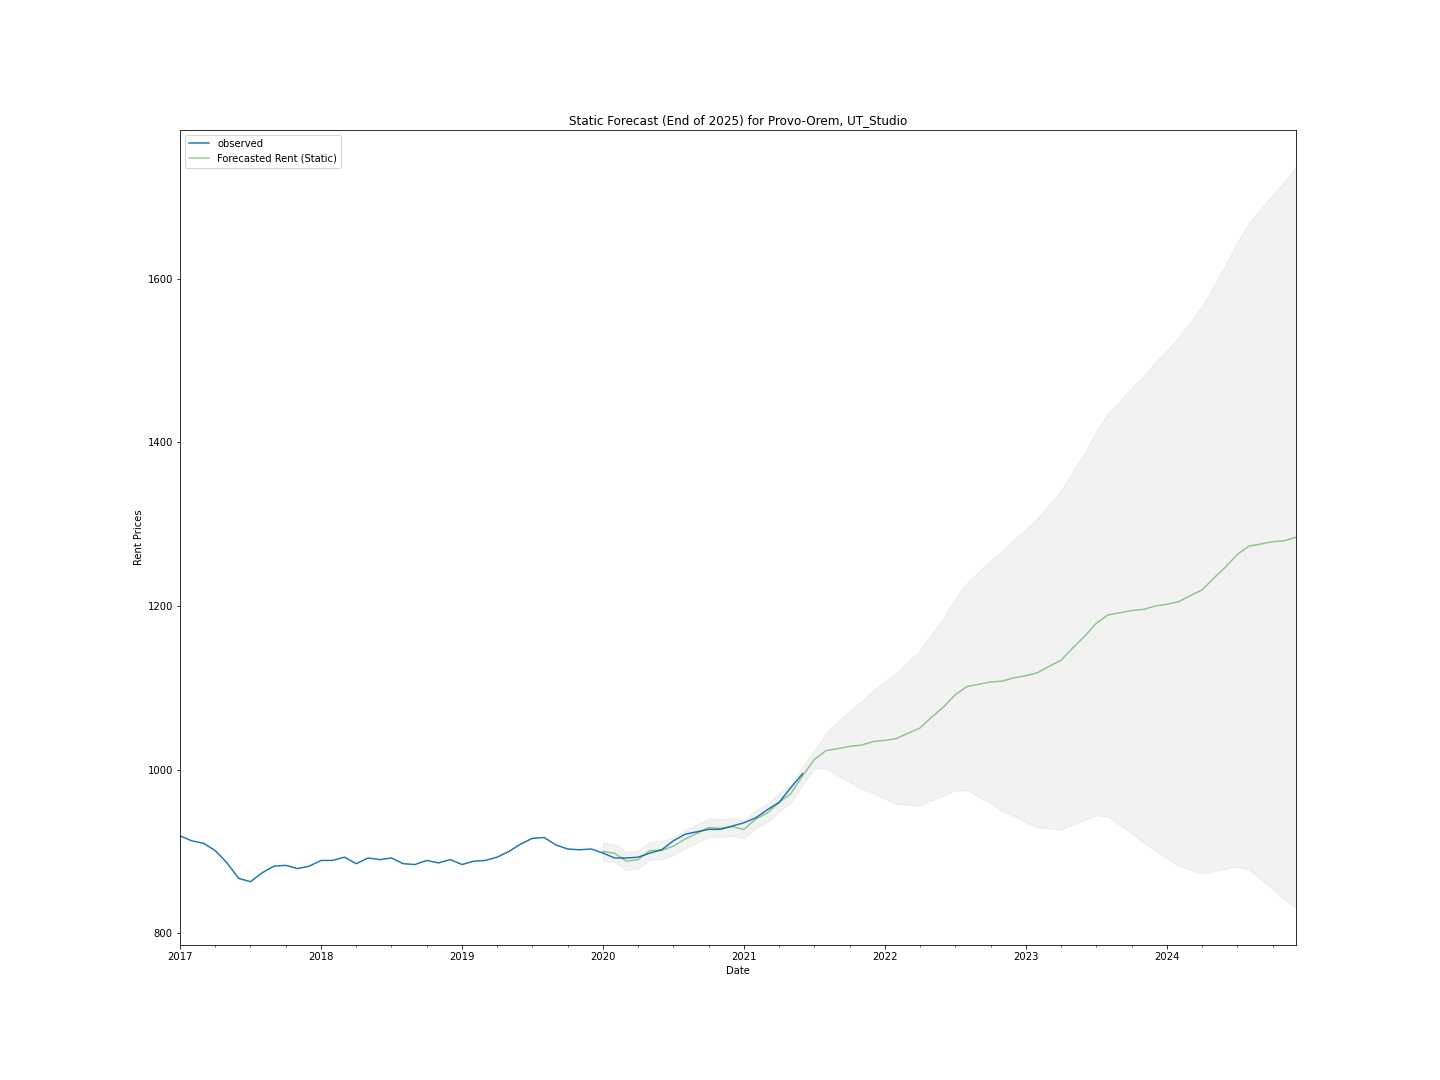 Static Forecast (End of 2025) for Provo-Orem, UT_Studio
observed
Forecasted Rent (Static)
1600
1400
1200
1000
800
Rent Prices
2017 2018 2019 2020 2021 2022 2023 2024
Date